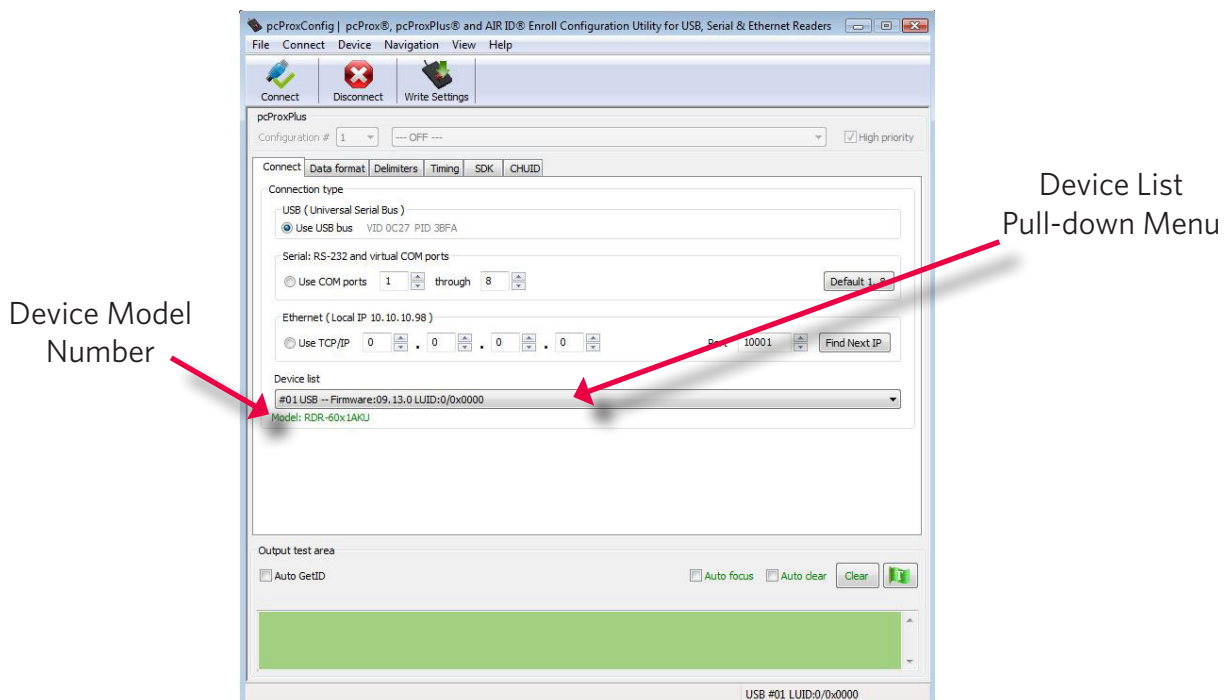 pcProxConfig | pcProx®, pcProxPlus® and AIR ID® Enroll Configuration Utility for USB, Serial & Ethernet Readers
File Connect Device Navigation View Help
Connect Disconnect Write Settings
pcProxPlus
Configuration # 1 --- OFF --- High priority
Connect Data format Delimiters Timing SDK CHUID
Connection type
USB ( Universal Serial Bus )
Use USB bus VID 0C27 PID 3BFA
Serial: RS-232 and virtual COM ports
Use COM ports 1 through 8 Default 1..8
Ethernet ( Local IP 10.10.10.98 )
Use TCP/IP 0 . 0 . 0 . 0 Port 10001 Find Next IP
Device list
#01 USB -- Firmware:09.13.0 LUID:0/0x0000
Model: RDR-60x1AKU
Output test area
Auto GetID Auto focus Auto clear Clear
USB #01 LUID:0/0x0000
Device Model
Number
Device List
Pull-down Menu